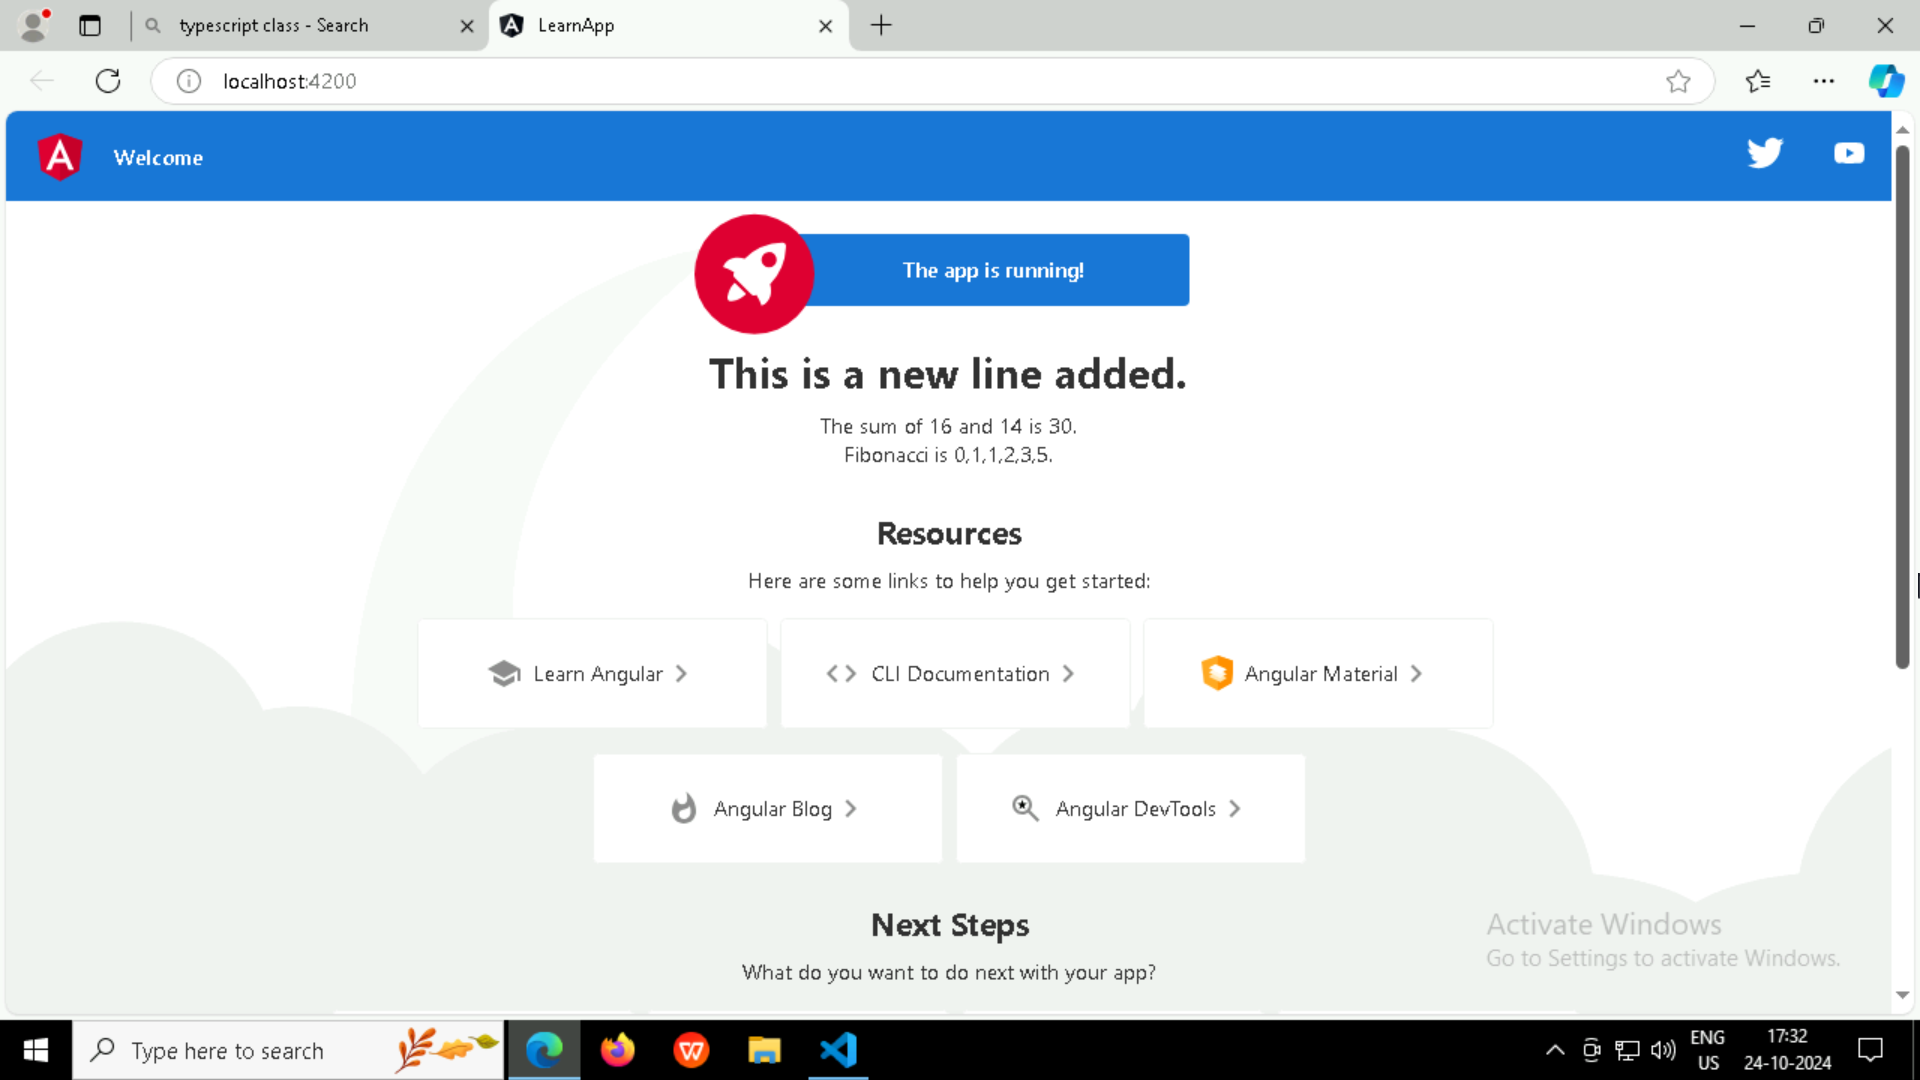 typescript class - Search
LearnApp
localhost:4200
Welcome
The app is running!
This is a new line added.
The sum of 16 and 14 is 30.
Fibonacci is 0,1,1,2,3,5.
Resources
Here are some links to help you get started:
Learn Angular
CLI Documentation
Angular Material
Angular Blog
Angular DevTools
Next Steps
What do you want to do next with your app?
Activate Windows
Go to Settings to activate Windows.
Type here to search
ENG
US
17:32
24-10-2024